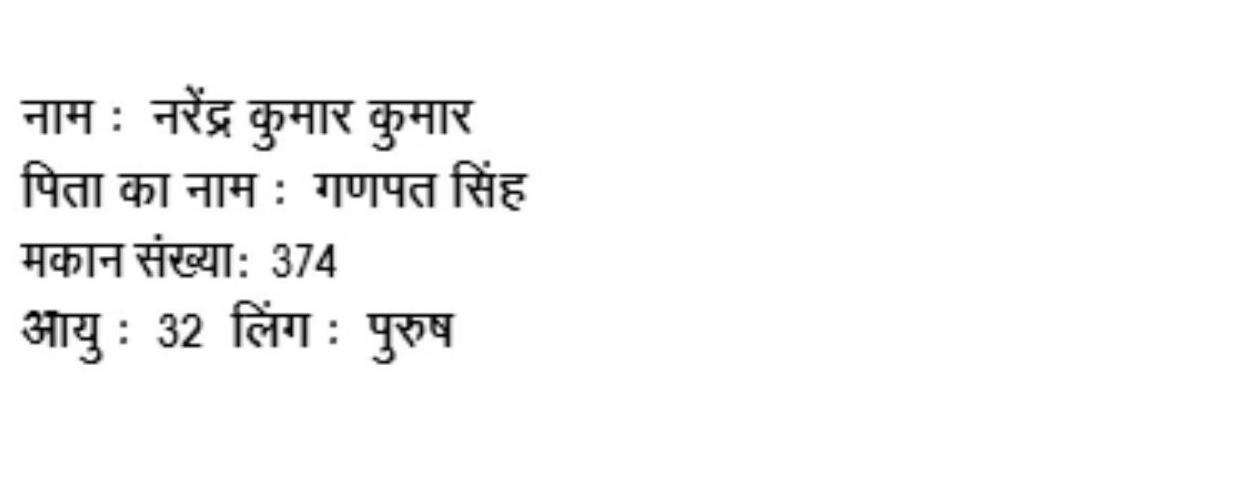 नाम : नरेंद्र कुमार कुमार
पिता का नाम : गणपत सिंह
मकान संख्या: 374
आयु : 32 लिंग : पुरुष